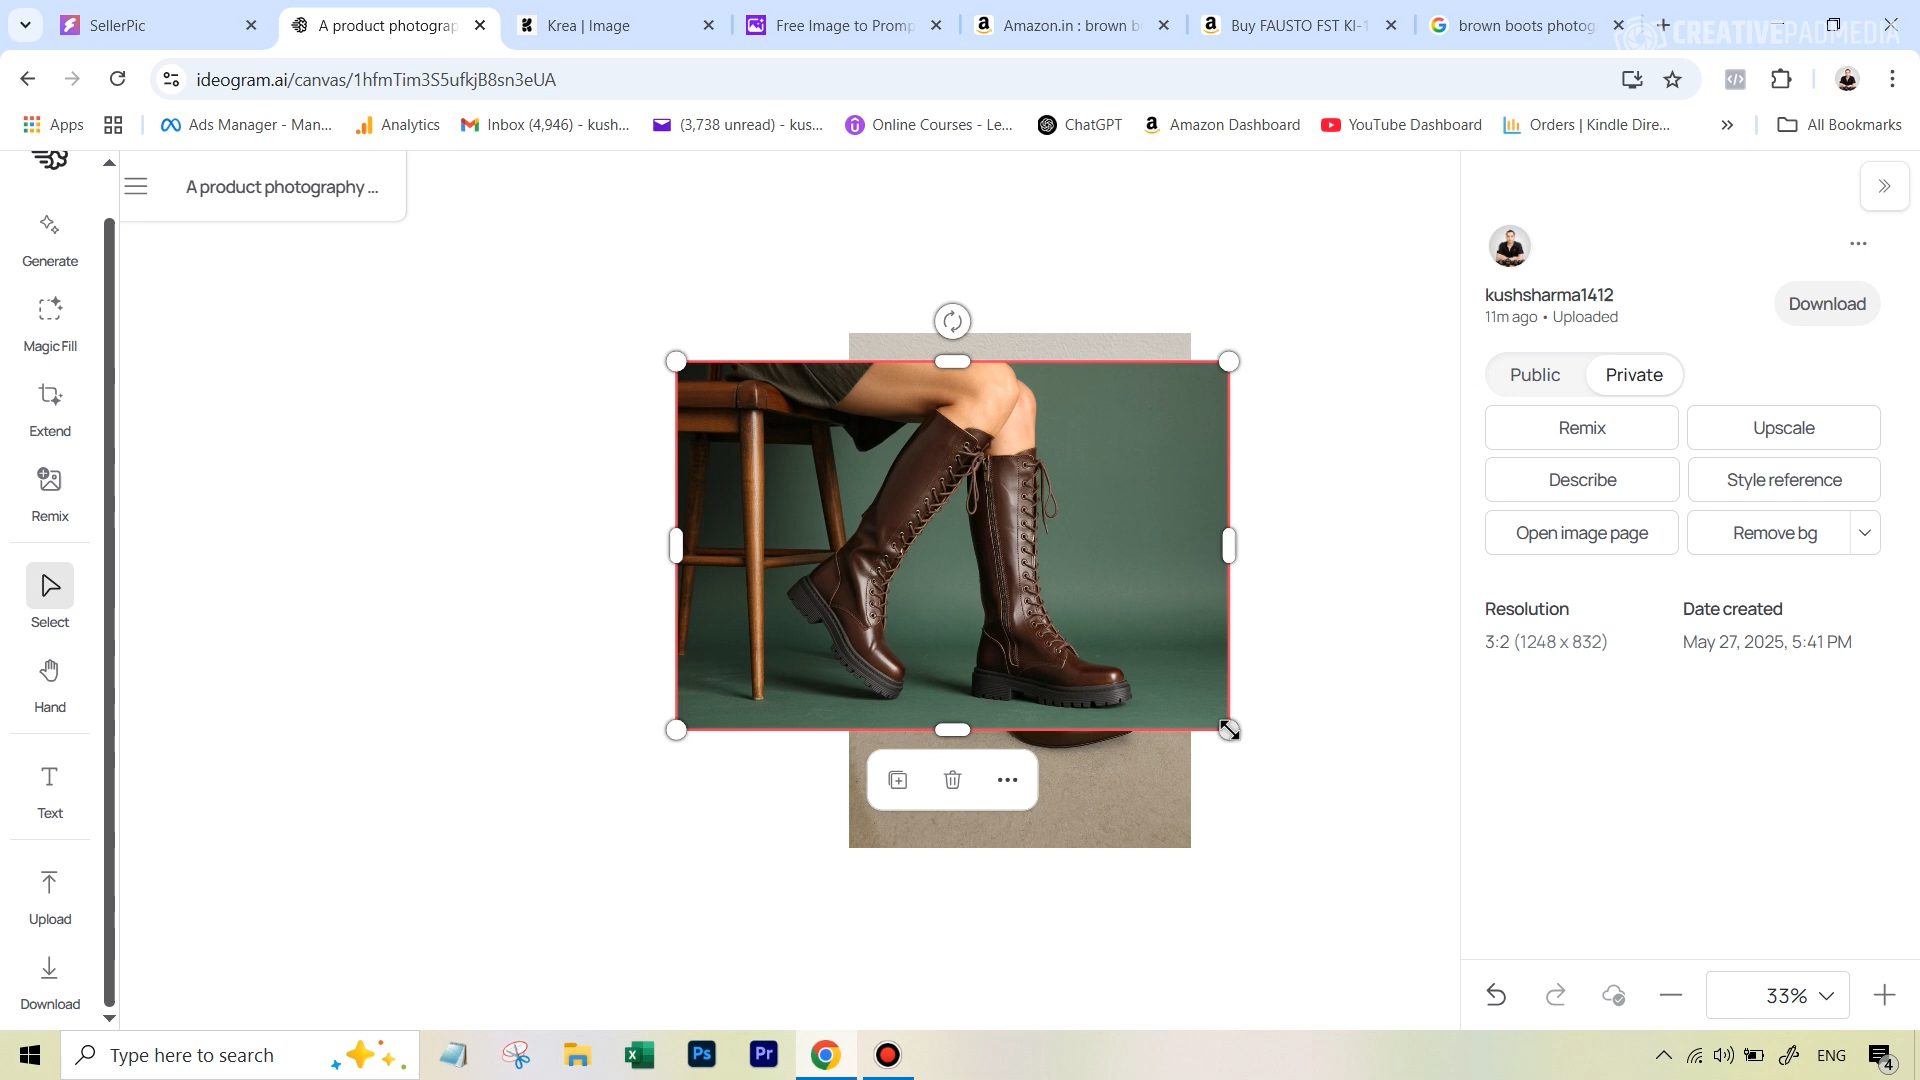 SellerPic
A product photograp
Krea | Image
Free Image to Promp
Amazon.in : brown b
Buy FAUSTO FST KI-1
brown boots photog
CREATIVEPADMEDIA
ideogram.ai/canvas/1hfmTim3S5ufkjB8sn3eUA
Apps
Ads Manager - Man...
Analytics
Inbox (4,946) - kush...
(3,738 unread) - kus...
Online Courses - Le...
ChatGPT
Amazon Dashboard
YouTube Dashboard
Orders | Kindle Dire...
All Bookmarks
A product photography ...
Generate
Magic Fill
Extend
Remix
Select
Hand
Text
Upload
Download
kushsharma1412
11m ago • Uploaded
Download
Public
Private
Remix
Upscale
Describe
Style reference
Open image page
Remove bg
Resolution
Date created
3:2 (1248 x 832)
May 27, 2025, 5:41 PM
33%
Type here to search
Ps
Pr
ENG
4